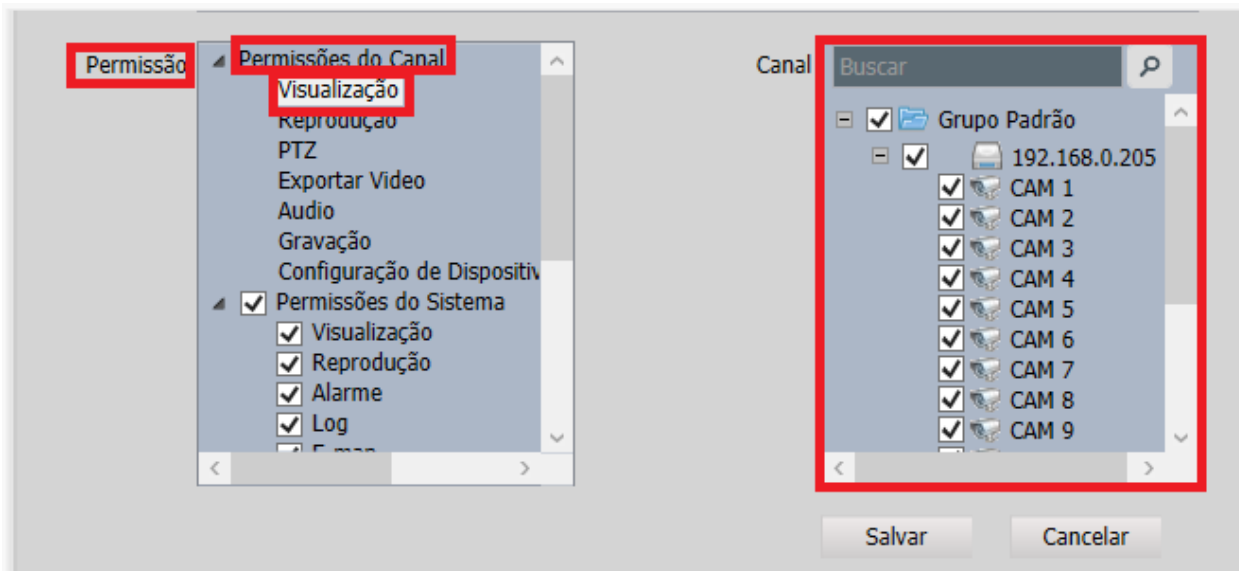 Permissão
Permissões do Canal
Visualização
Reprodução
PTZ
Exportar Video
Audio
Gravação
Configuração de Dispositiv
Permissões do Sistema
Visualização
Reprodução
Alarme
Log
E-map
Canal
Buscar
Grupo Padrão
192.168.0.205
CAM 1
CAM 2
CAM 3
CAM 4
CAM 5
CAM 6
CAM 7
CAM 8
CAM 9
Salvar
Cancelar